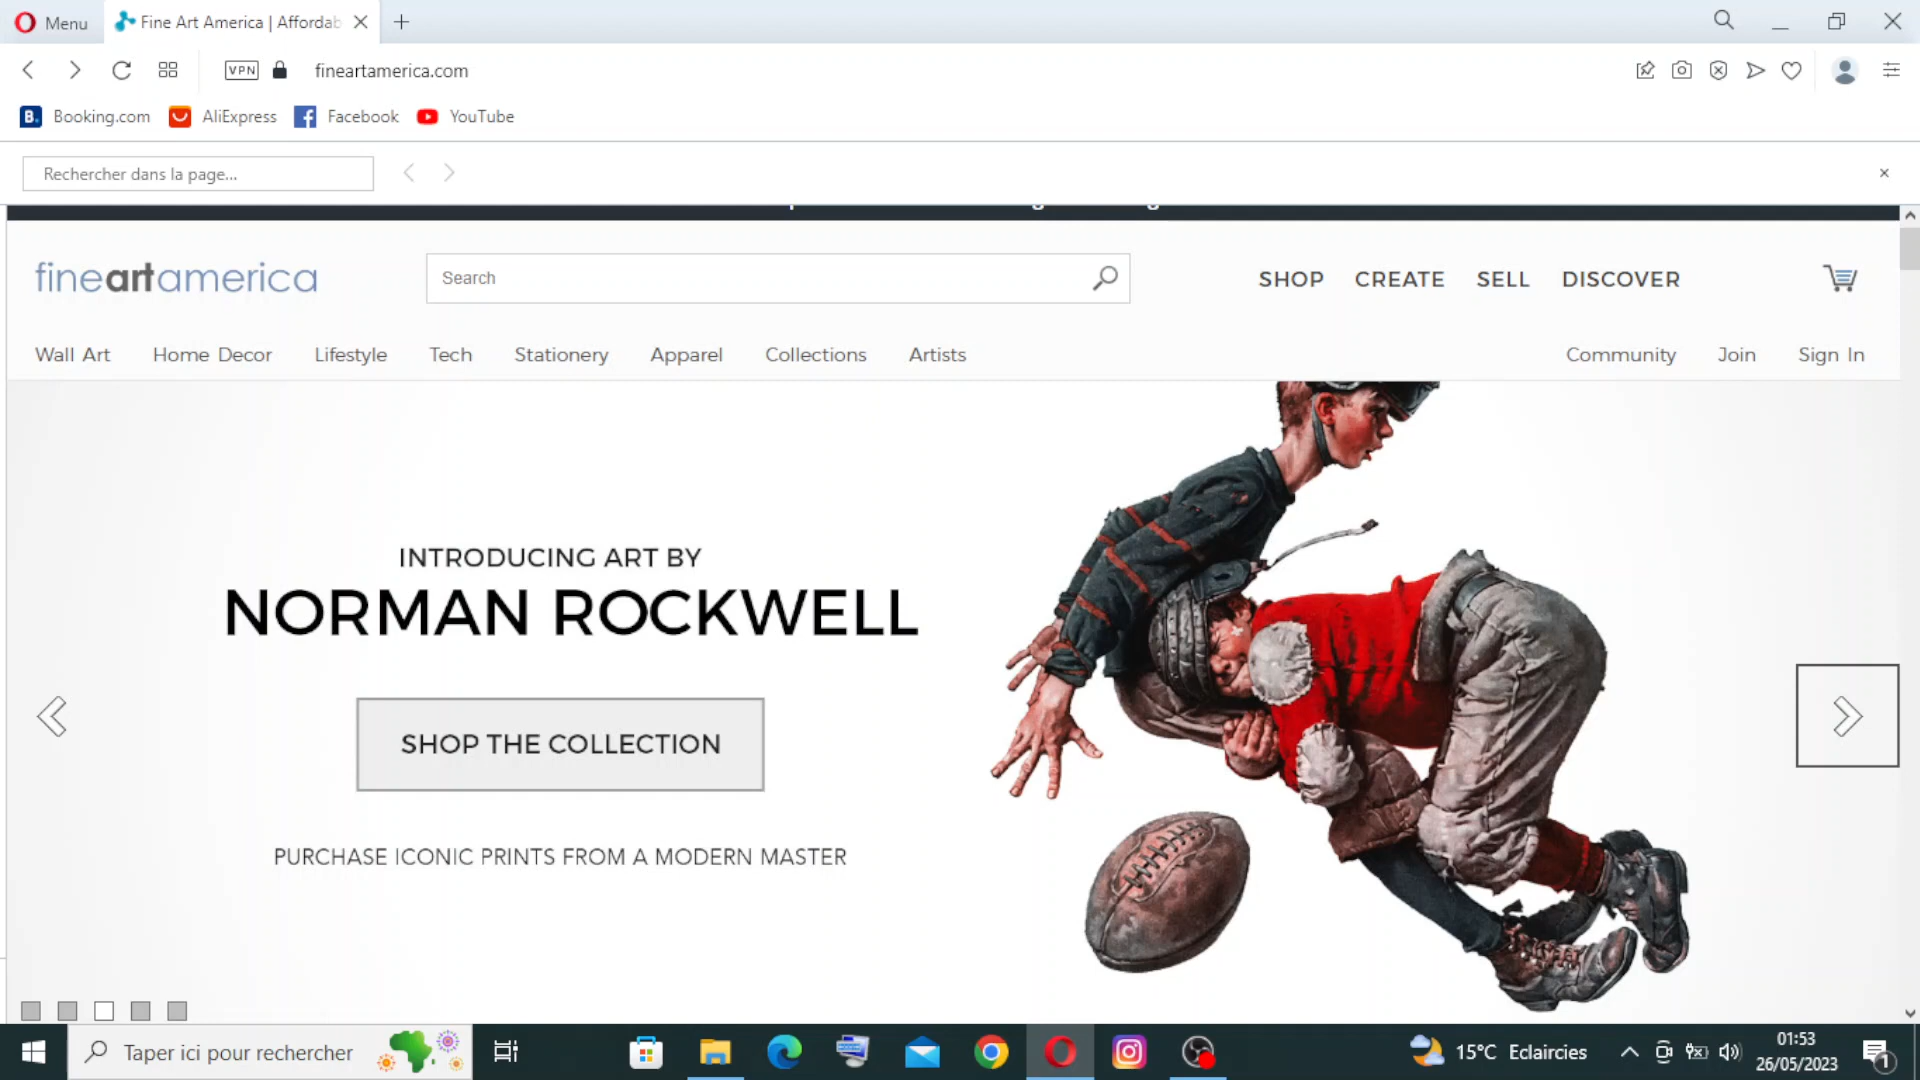 Menu
Fine Art America | Affordab
VPN
fineartamerica.com
B. Booking.com
AliExpress
Facebook
YouTube
Rechercher dans la page...
fineartamerica
Search
SHOP CREATE SELL DISCOVER
Wall Art Home Decor Lifestyle Tech Stationery Apparel Collections Artists
Community Join Sign In
INTRODUCING ART BY
NORMAN ROCKWELL
SHOP THE COLLECTION
PURCHASE ICONIC PRINTS FROM A MODERN MASTER
Taper ici pour rechercher
15°C Eclaircies
01:53
26/05/2023
1